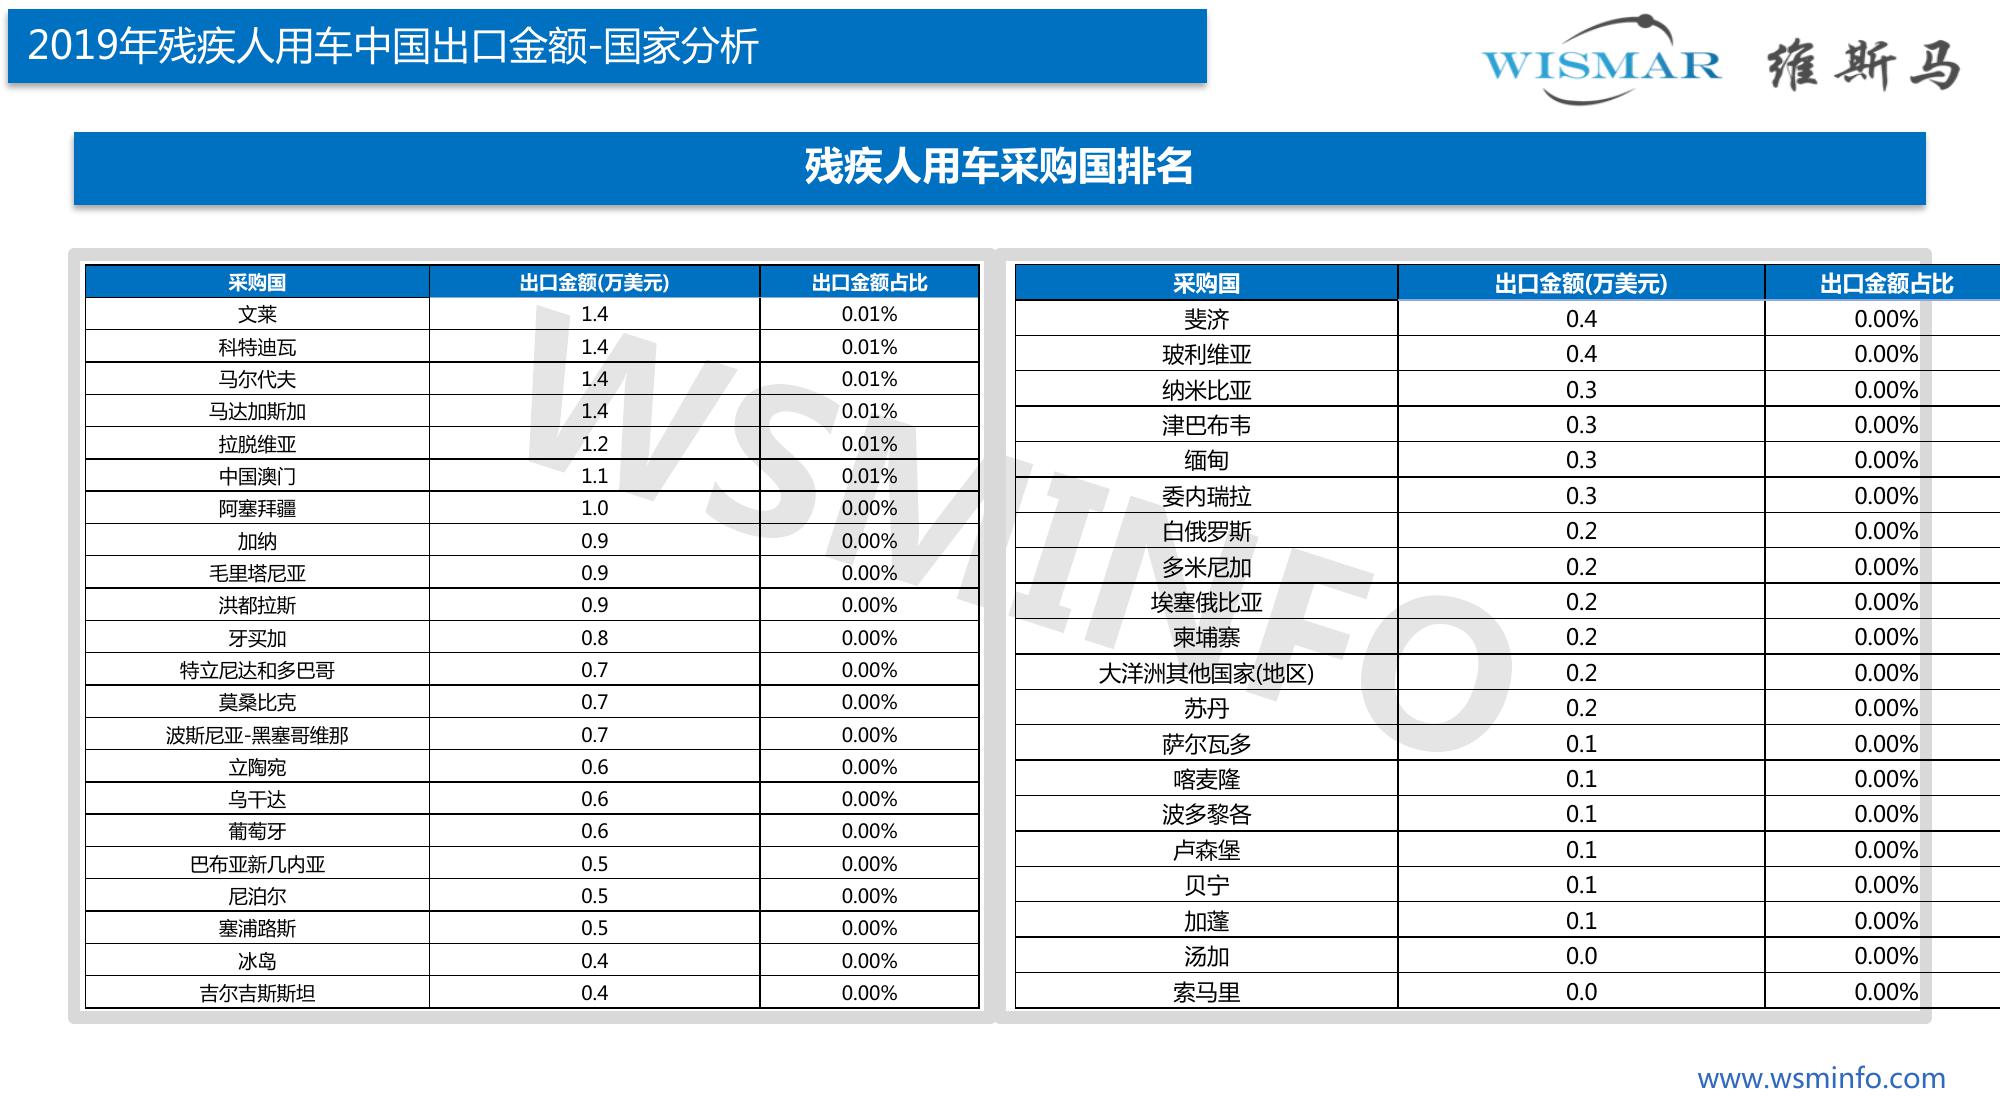 2019年残疾人用车中国出口金额-国家分析
WISMAR 维斯马
残疾人用车采购国排名
采购国 出口金额(万美元) 出口金额占比
文莱 1.4 0.01%
科特迪瓦 1.4 0.01%
马尔代夫 1.4 0.01%
马达加斯加 1.4 0.01%
拉脱维亚 1.2 0.01%
中国澳门 1.1 0.01%
阿塞拜疆 1.0 0.00%
加纳 0.9 0.00%
毛里塔尼亚 0.9 0.00%
洪都拉斯 0.9 0.00%
牙买加 0.8 0.00%
特立尼达和多巴哥 0.7 0.00%
莫桑比克 0.7 0.00%
波斯尼亚-黑塞哥维那 0.7 0.00%
立陶宛 0.6 0.00%
乌干达 0.6 0.00%
葡萄牙 0.6 0.00%
巴布亚新几内亚 0.5 0.00%
尼泊尔 0.5 0.00%
塞浦路斯 0.5 0.00%
冰岛 0.4 0.00%
吉尔吉斯斯坦 0.4 0.00%
采购国 出口金额(万美元) 出口金额占比
斐济 0.4 0.00%
玻利维亚 0.4 0.00%
纳米比亚 0.3 0.00%
津巴布韦 0.3 0.00%
缅甸 0.3 0.00%
委内瑞拉 0.3 0.00%
白俄罗斯 0.2 0.00%
多米尼加 0.2 0.00%
埃塞俄比亚 0.2 0.00%
柬埔寨 0.2 0.00%
大洋洲其他国家(地区) 0.2 0.00%
苏丹 0.2 0.00%
萨尔瓦多 0.1 0.00%
喀麦隆 0.1 0.00%
波多黎各 0.1 0.00%
卢森堡 0.1 0.00%
贝宁 0.1 0.00%
加蓬 0.1 0.00%
汤加 0.0 0.00%
索马里 0.0 0.00%
WSMINFO
www.wsminfo.com